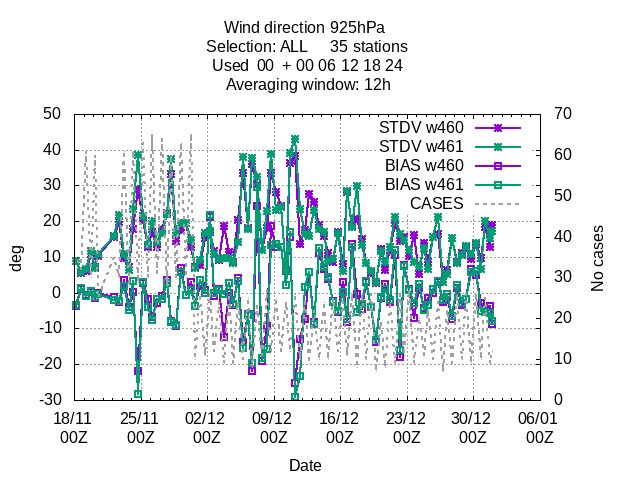 Wind direction 925hPa
Selection: ALL 35 stations
Used 00 + 00 06 12 18 24
Averaging window: 12h
50 70
STDV w460
STDV w461
BIAS w460
BIAS w461
CASES
40 60
30 50
20 40
10 30
0 20
-10 10
-20
-30 0
deg
No cases
18/11 25/11 02/12 09/12 16/12 23/12 30/12 06/01
00Z 00Z 00Z 00Z 00Z 00Z 00Z 00Z
Date